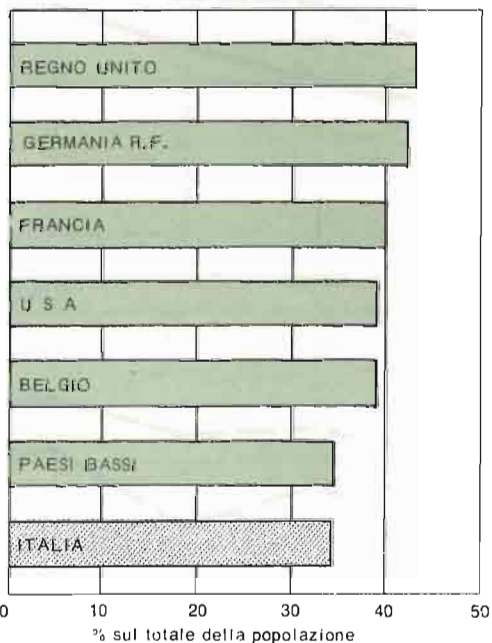 REGNO UNITO
GERMANIA R.F.
FRANCIA
U S A
BELGIO
PAESI BASSI
ITALIA
0 10 20 30 40 50
% sul totale della popolazione